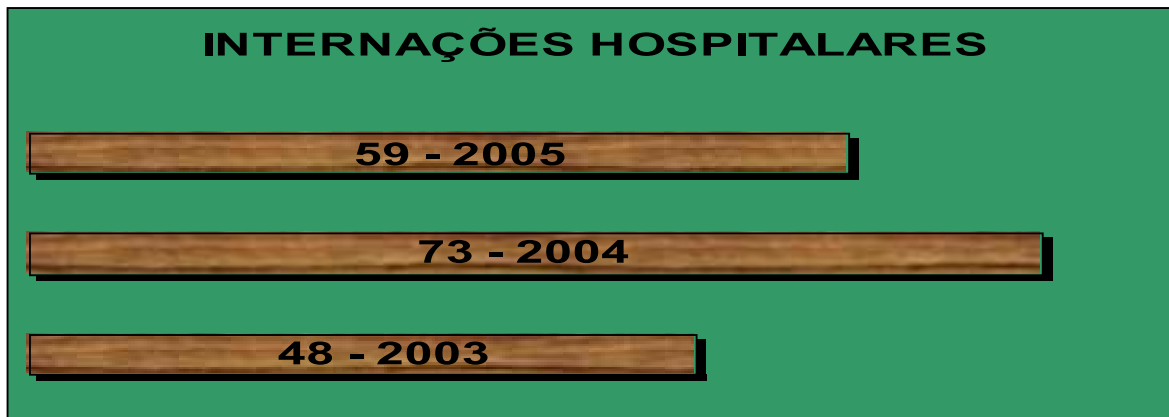 INTERNAÇÕES HOSPITALARES
59 - 2005
73 - 2004
48 - 2003